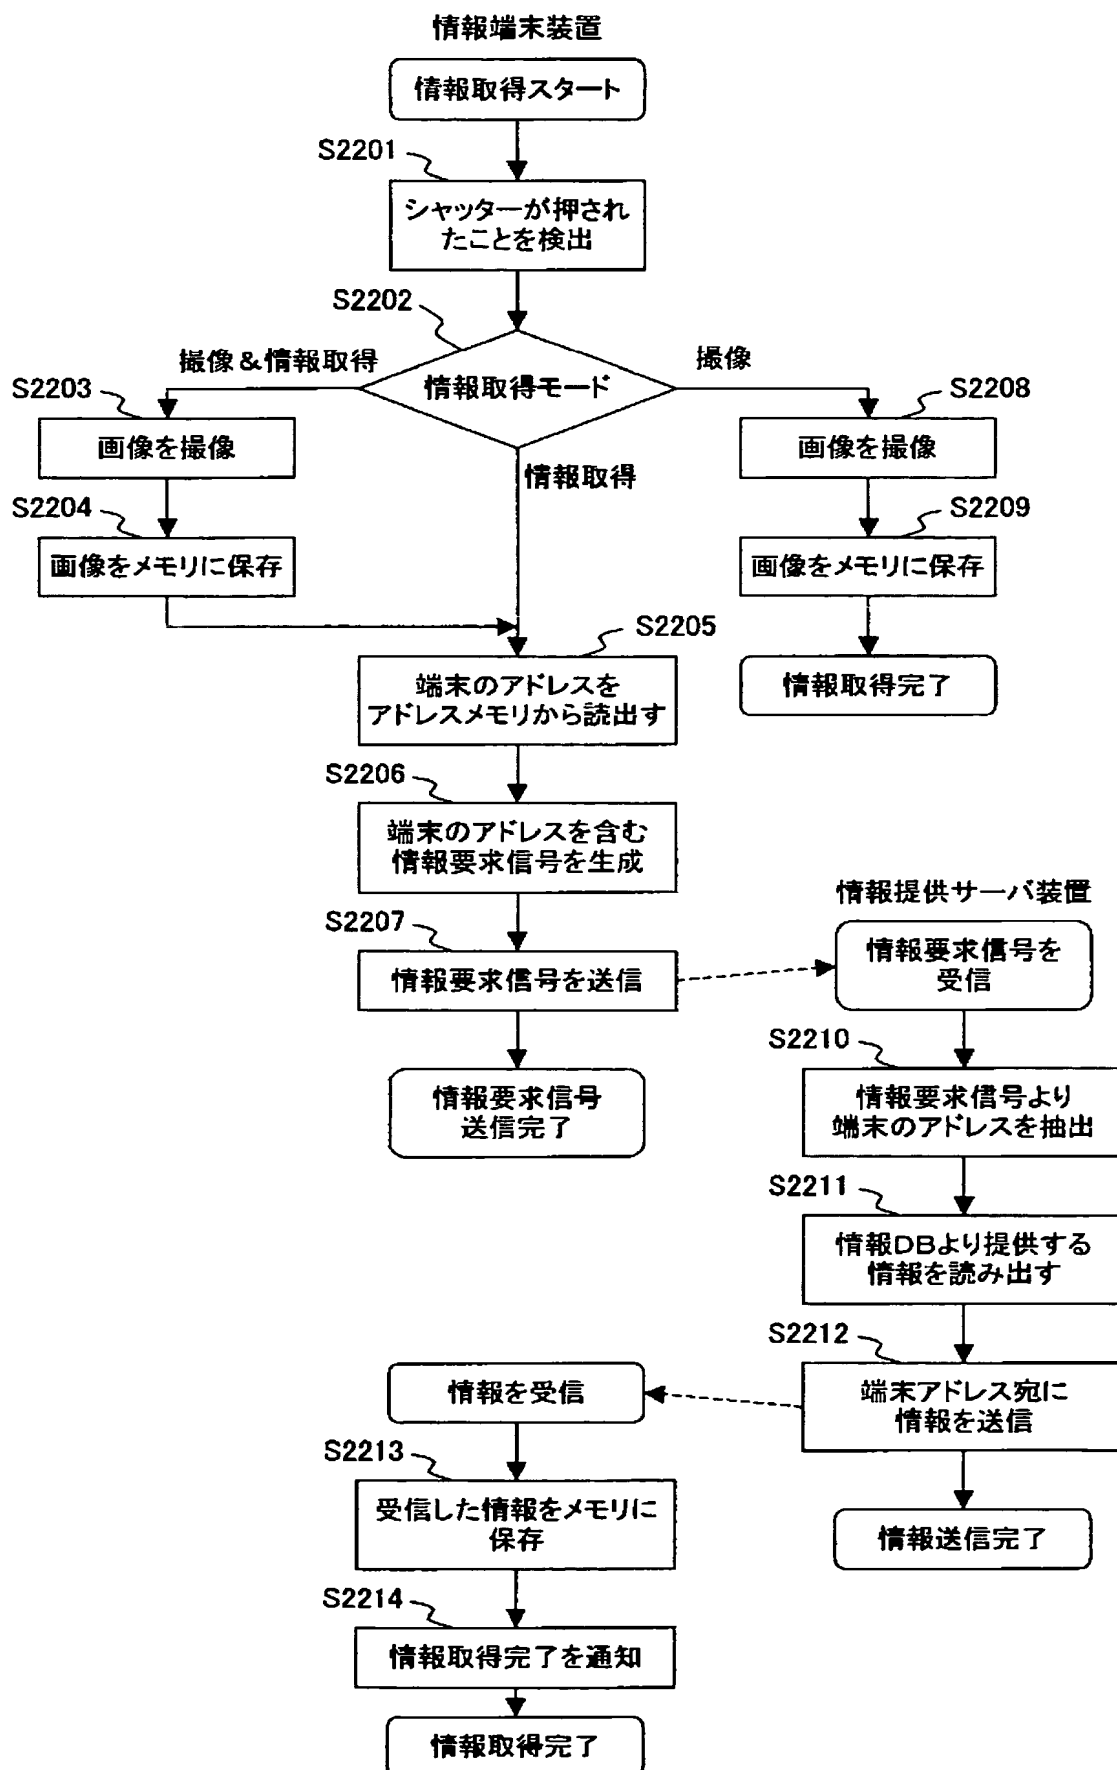 情報端末装置
情報取得スタート
S2201
シャッターが押され
たことを検出
S2202
情報取得モード
撮像&情報取得
撮像
情報取得
S2203
画像を撮像
S2204
画像をメモリに保存
S2208
画像を撮像
S2209
画像をメモリに保存
情報取得完了
S2205
端末のアドレスを
アドレスメモリから読出す
S2206
端末のアドレスを含む
情報要求信号を生成
S2207
情報要求信号を送信
情報要求信号
送信完了
情報提供サーバ装置
情報要求信号を
受信
S2210
情報要求信号より
端末のアドレスを抽出
S2211
情報DBより提供する
情報を読み出す
S2212
端末アドレス宛に
情報を送信
情報送信完了
情報を受信
S2213
受信した情報をメモリに
保存
S2214
情報取得完了を通知
情報取得完了